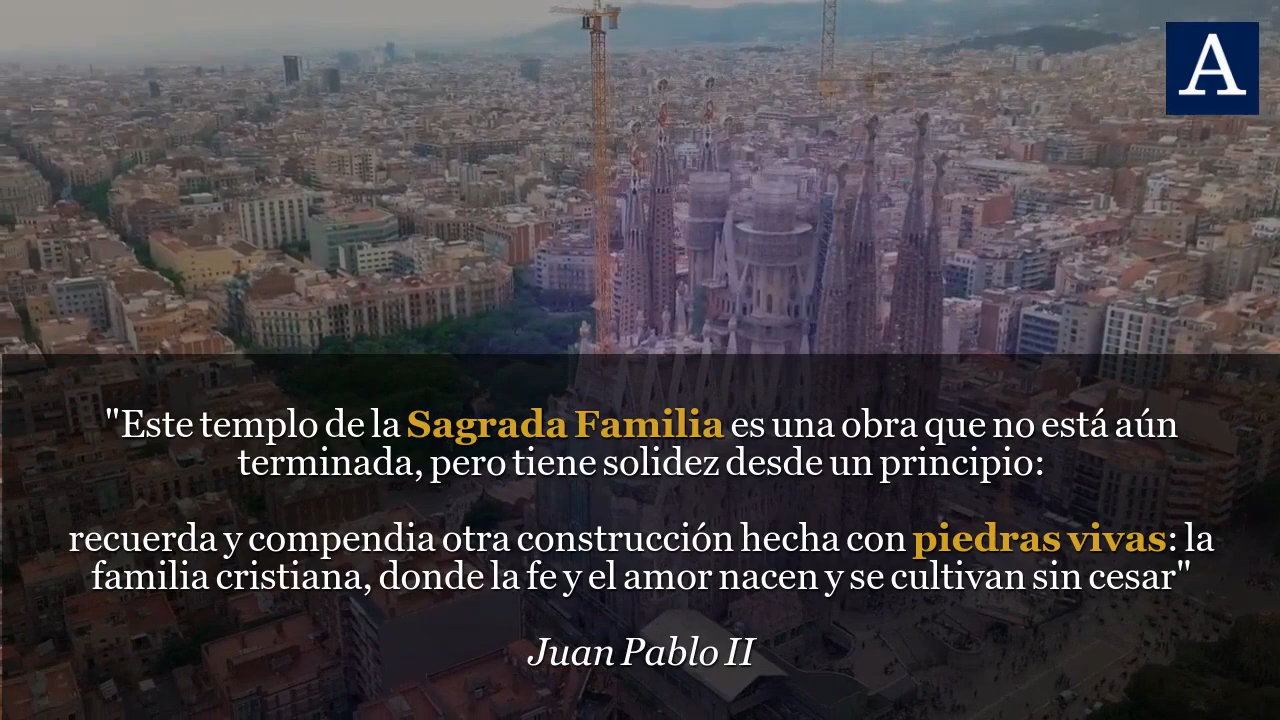 A
"Este templo de la Sagrada Familia es una obra que no está aún
terminada, pero tiene solidez desde un principio:
recuerda y compendia otra construcción hecha con piedras vivas: la
familia cristiana, donde la fe y el amor nacen y se cultivan sin cesar"
Juan Pablo II